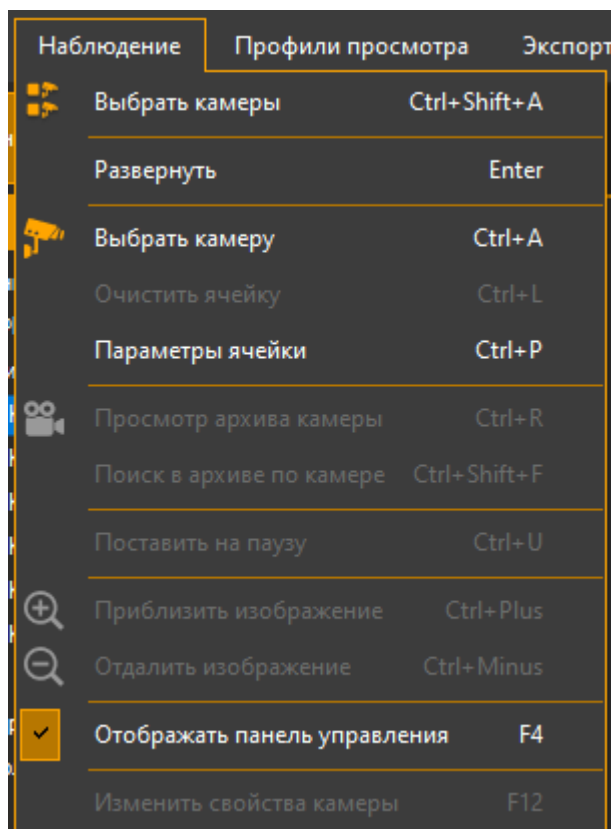 Наблюдение Профили просмотра Экспорт
Выбрать камеры Ctrl+Shift+A
Развернуть Enter
Выбрать камеру Ctrl+A
Очистить ячейку Ctrl+L
Параметры ячейки Ctrl+P
Просмотр архива камеры Ctrl+R
Поиск в архиве по камере Ctrl+Shift+F
Поставить на паузу Ctrl+U
Приблизить изображение Ctrl+Plus
Отдалить изображение Ctrl+Minus
Отображать панель управления F4
Изменить свойства камеры F12